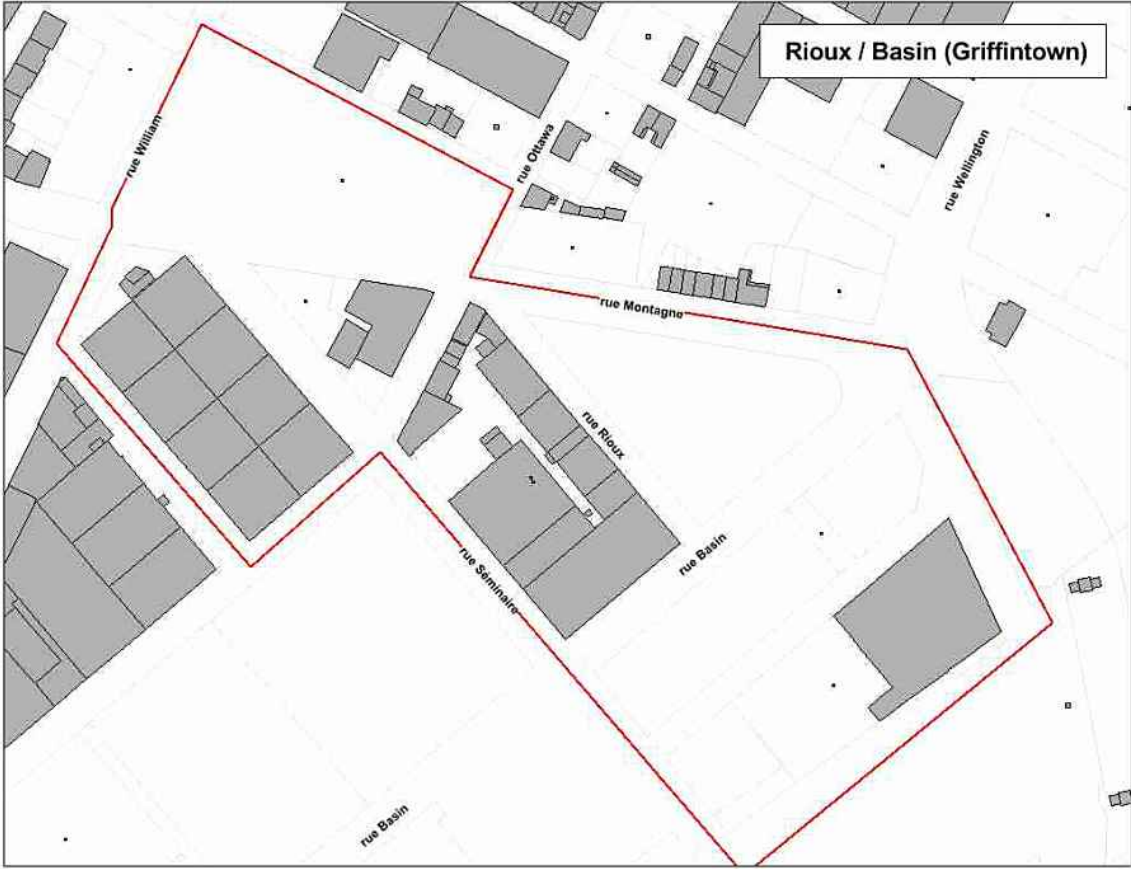 Rioux / Basin (Griffintown)
rue William
rue Ottawa
rue Wellington
rue Montagne
rue Rioux
rue Basin
rue Séminaire
rue Basin